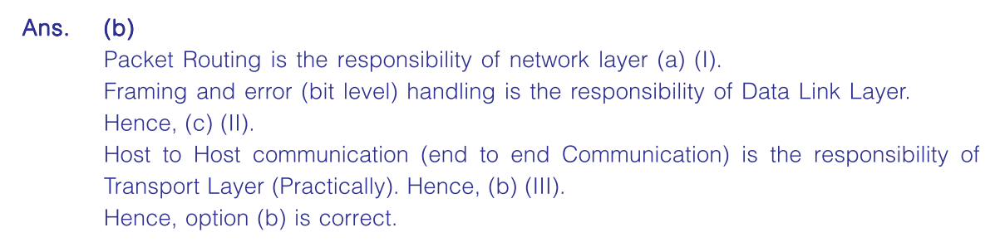 Ans. (b)
Packet Routing is the responsibility of network layer (a) (I).
Framing and error (bit level) handling is the responsibility of Data Link Layer.
Hence, (c) (II).
Host to Host communication (end to end Communication) is the responsibility of
Transport Layer (Practically). Hence, (b) (III).
Hence, option (b) is correct.